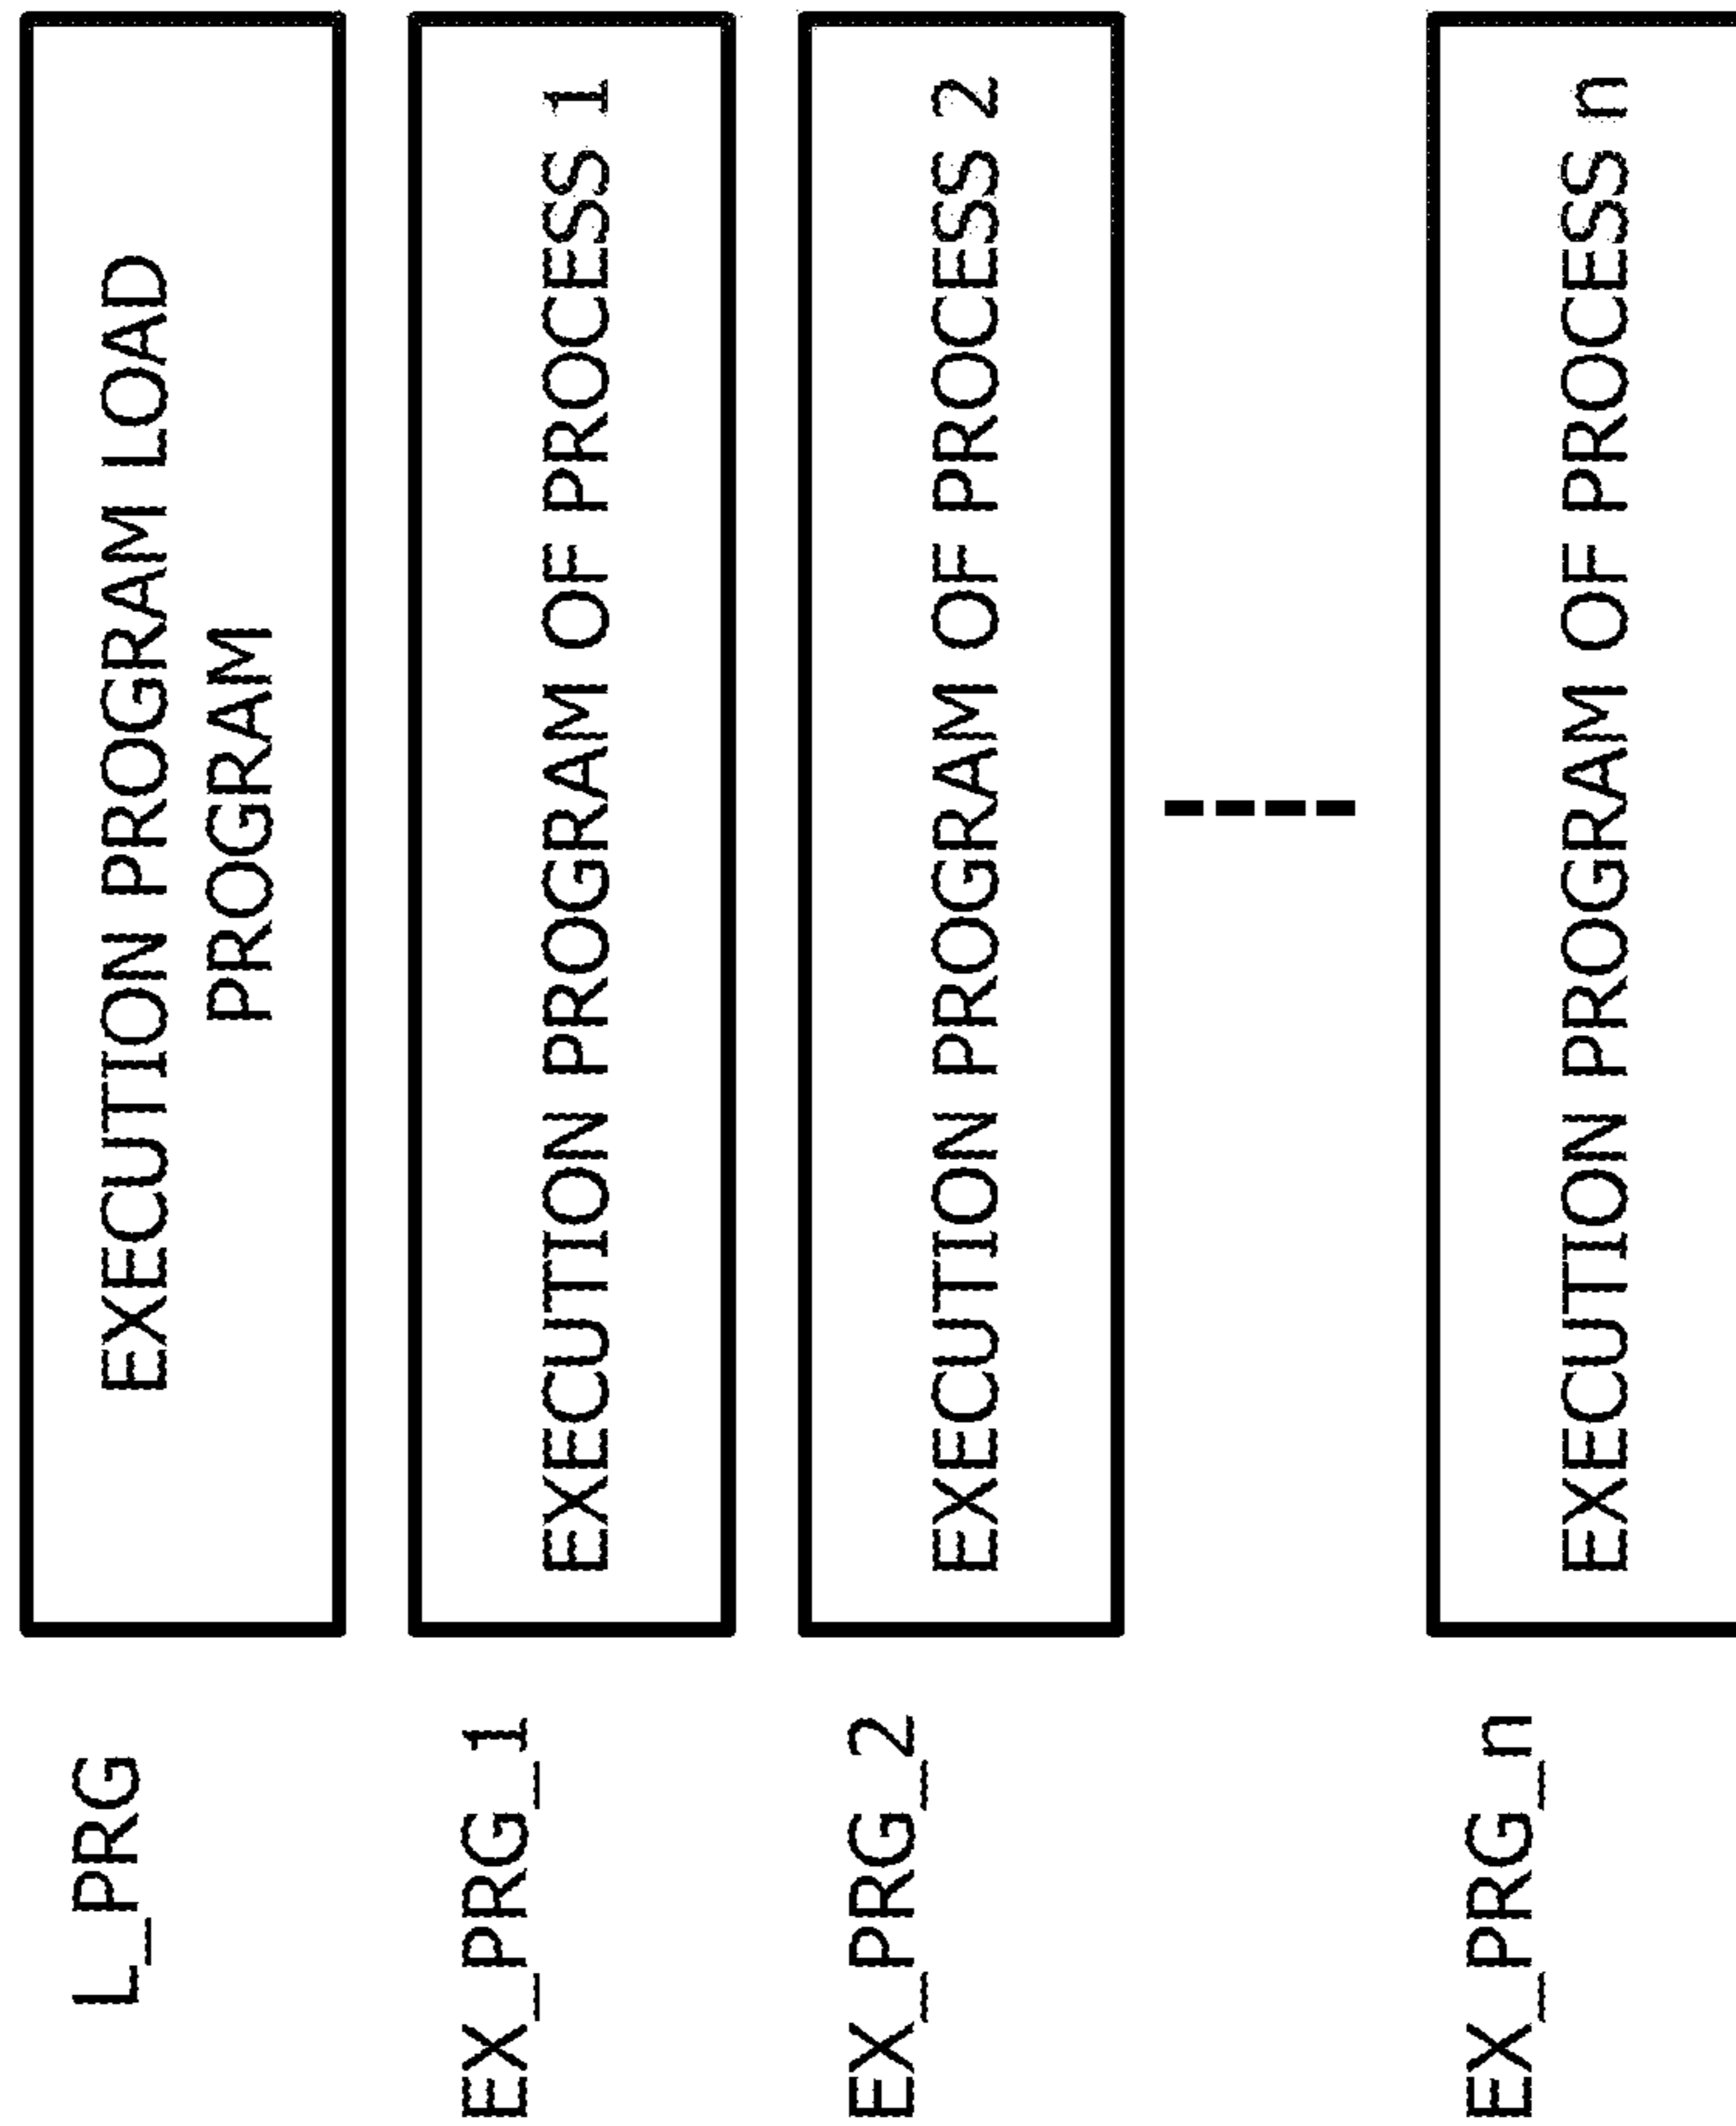 L_PRG
EXECUTION PROGRAM LOAD
PROGRAM
EX_PRG_1
EXECUTION PROGRAM OF PROCESS 1
EX_PRG_2
EXECUTION PROGRAM OF PROCESS 2
EX_PRG_n
EXECUTION PROGRAM OF PROCESS n